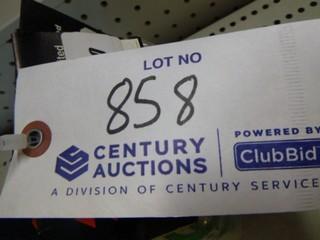 LOT NO
858
CENTURY
AUCTIONS
A DIVISION OF CENTURY SERVICE
POWERED BY
ClubBid